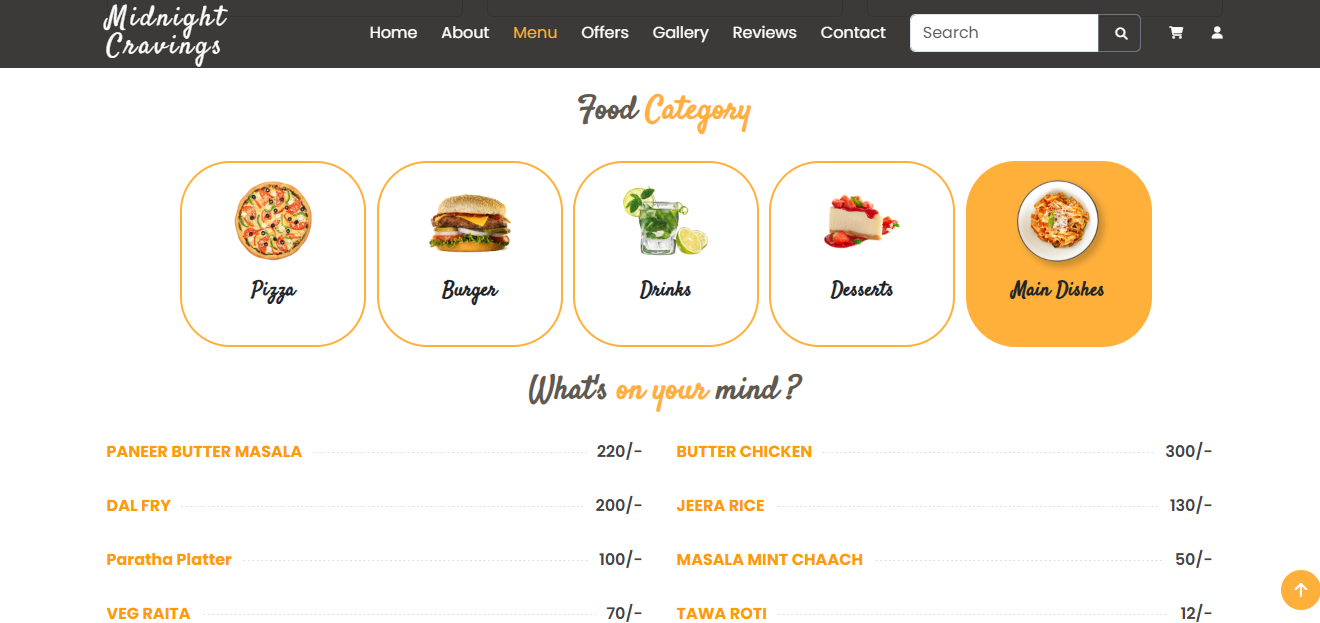 Midnight
Cravings
Home About Menu Offers Gallery Reviews Contact Search
Food Category
Pizza Burger Drinks Desserts Main Dishes
What's on your mind ?
PANEER BUTTER MASALA 220/- BUTTER CHICKEN 300/-
DAL FRY 200/- JEERA RICE 130/-
Paratha Platter 100/- MASALA MINT CHAACH 50/-
VEG RAITA 70/- TAWA ROTI 12/-